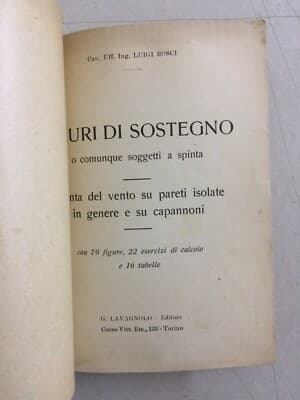 Cav. Uff. Ing. LUIGI BOSCI
URI DI SOSTEGNO
o comunque soggetti a spinta
nta del vento su pareti isolate
in genere e su capannoni
con 79 figure, 22 esercizi di calcolo
e 16 tabelle
G. LAVAGNOLO - Editore
Corso Vitt. Em., 123 - Torino